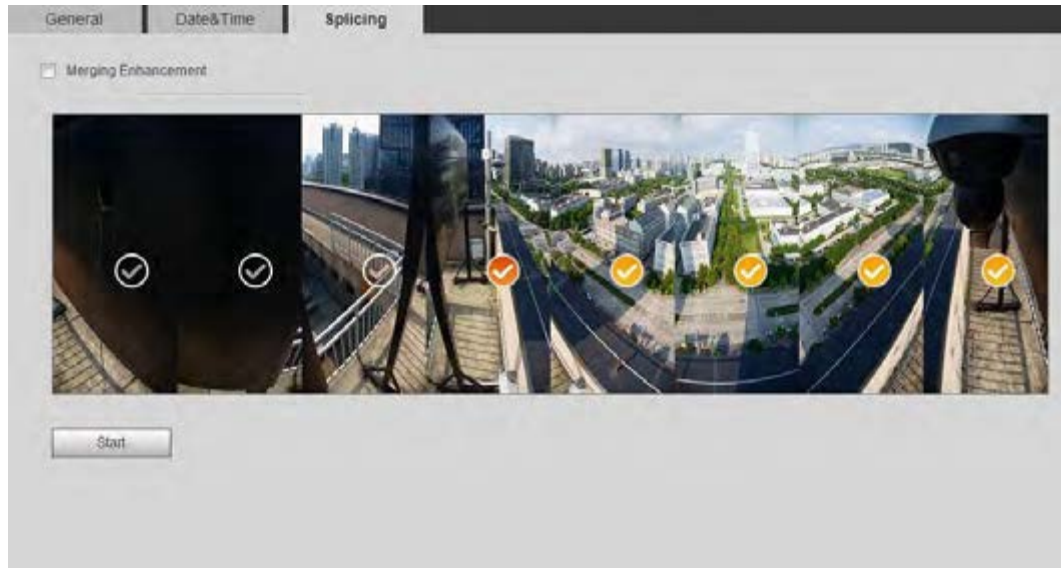 General
Date&Time
Splicing
Merging Enhancement
Start